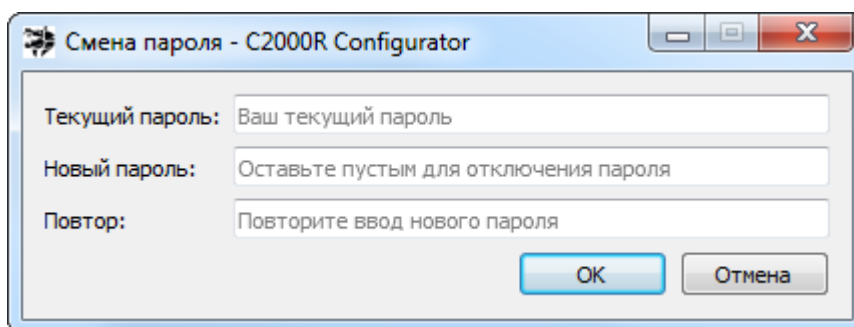 Смена пароля - C2000R Configurator
Текущий пароль: Ваш текущий пароль
Новый пароль: Оставьте пустым для отключения пароля
Повтор: Повторите ввод нового пароля
OK Отмена